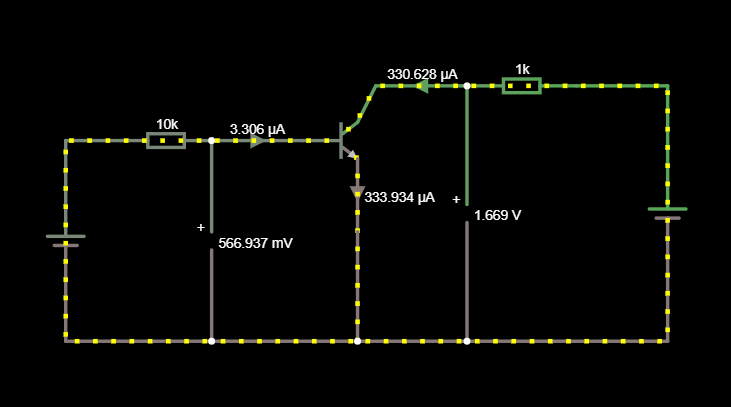 1k
330.628 µA
10k
3.306 µA
333.934 µA
+
1.669 V
+
566.937 mV